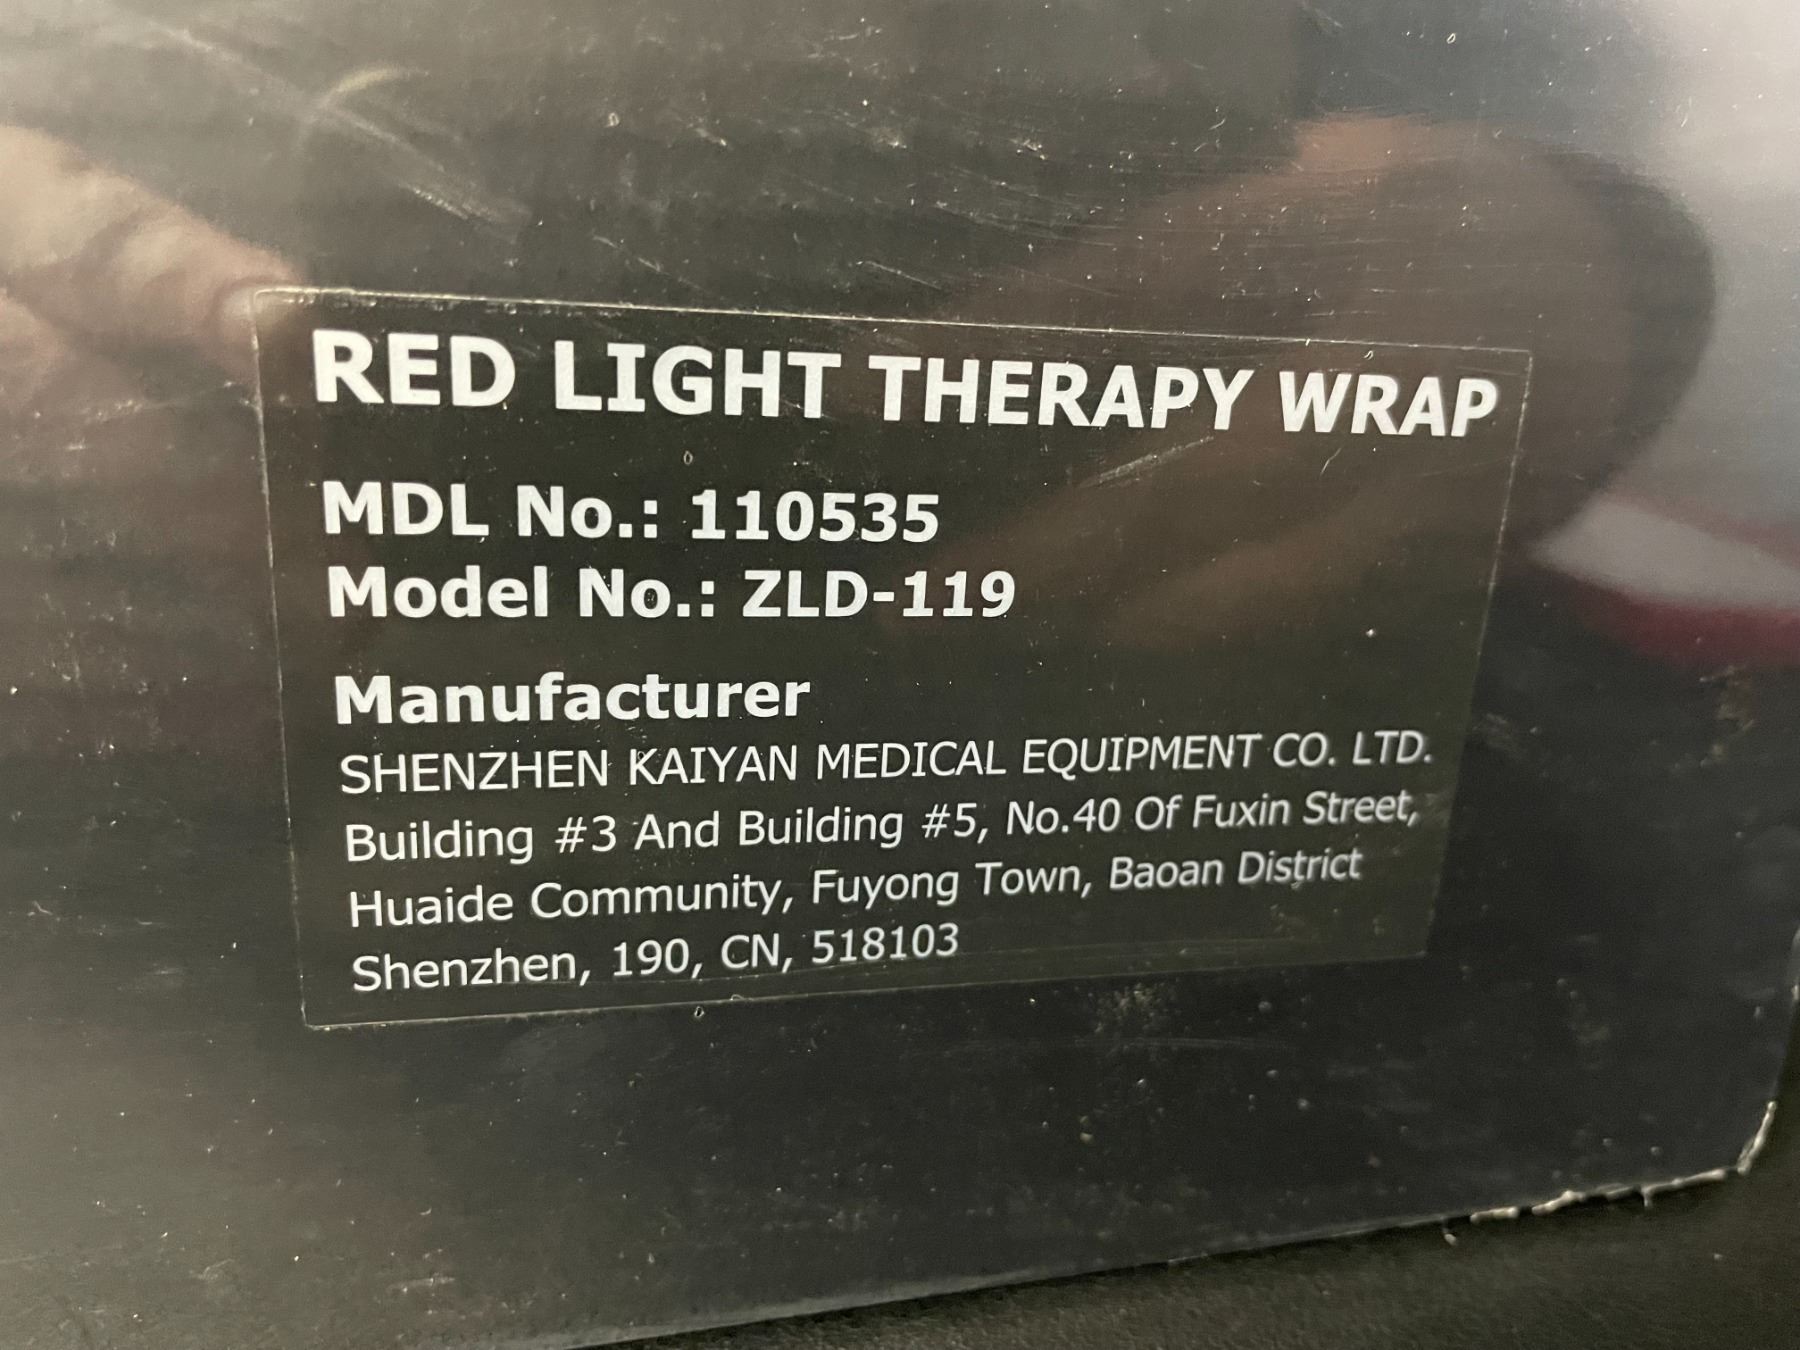 RED LIGHT THERAPY WRAP
MDL No.: 110535
Model No.: ZLD-119
Manufacturer
SHENZHEN KAIYAN MEDICAL EQUIPMENT CO. LTD.
Building #3 And Building #5, No.40 Of Fuxin Street,
Huaide Community, Fuyong Town, Baoan District
Shenzhen, 190, CN, 518103